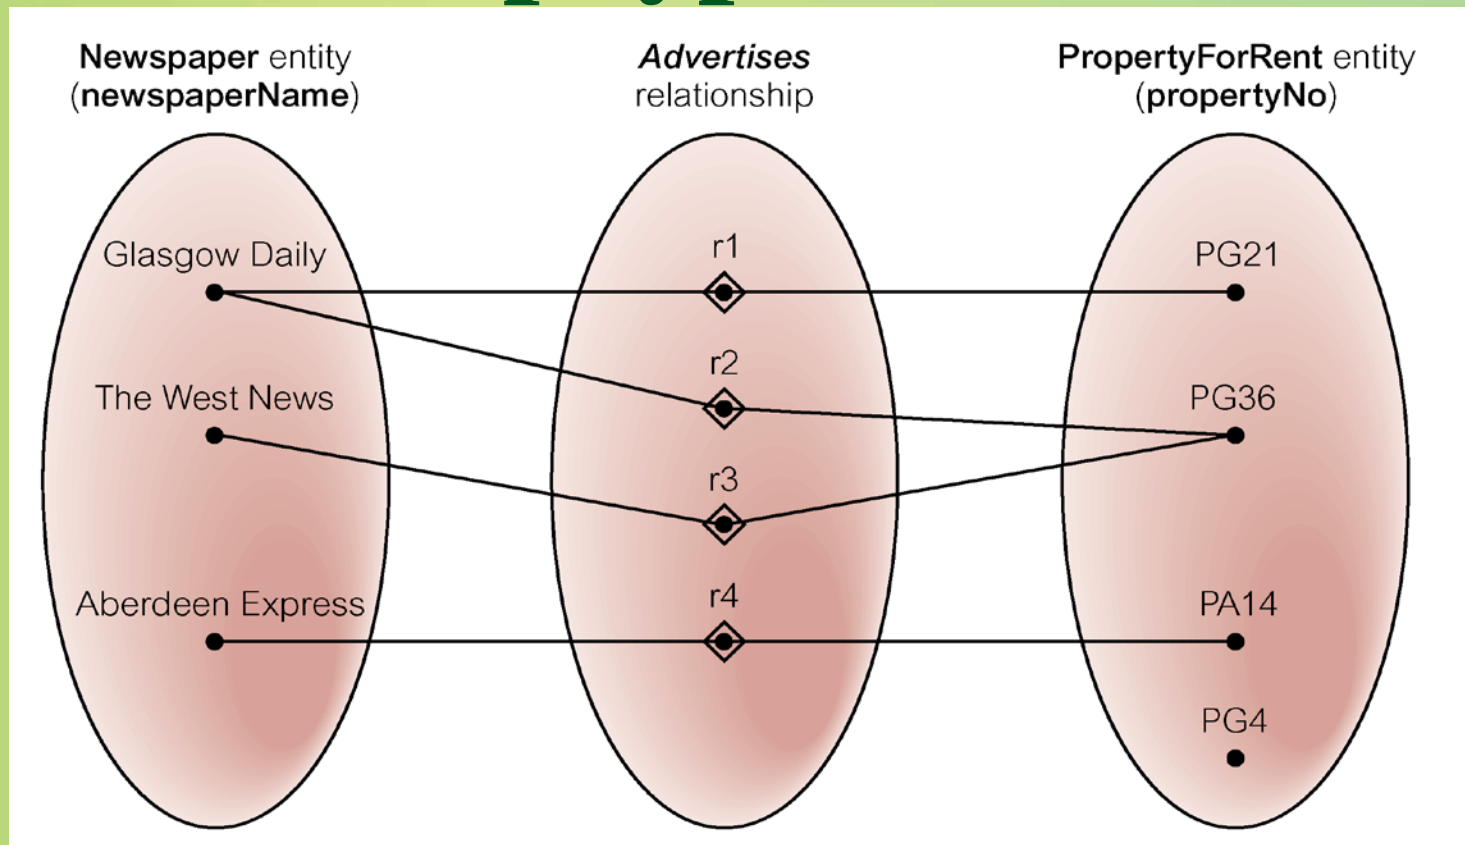 Newspaper entity
(newspaperName)
Advertises
relationship
PropertyForRent entity
(propertyNo)
Glasgow Daily
r1
PG21
r2
The West News
PG36
r3
Aberdeen Express
r4
PA14
PG4